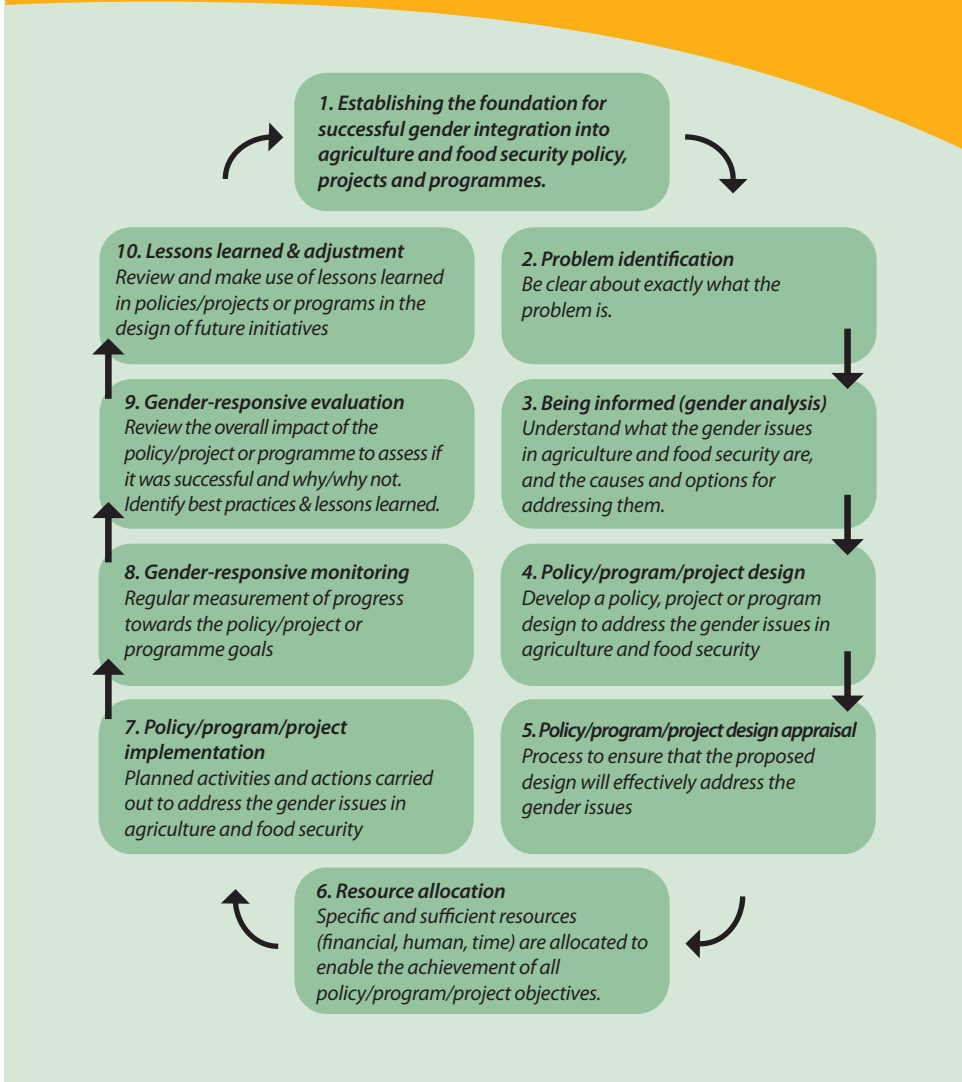 1. Establishing the foundation for
successful gender integration into
agriculture and food security policy,
projects and programmes.
2. Problem identification
Be clear about exactly what the
problem is.
3. Being informed (gender analysis)
Understand what the gender issues
in agriculture and food security are,
and the causes and options for
addressing them.
4. Policy/program/project design
Develop a policy, project or program
design to address the gender issues in
agriculture and food security
5. Policy/program/project design appraisal
Process to ensure that the proposed
design will effectively address the
gender issues
6. Resource allocation
Specific and sufficient resources
(financial, human, time) are allocated to
enable the achievement of all
policy/program/project objectives.
7. Policy/program/project
implementation
Planned activities and actions carried
out to address the gender issues in
agriculture and food security
8. Gender-responsive monitoring
Regular measurement of progress
towards the policy/project or
programme goals
9. Gender-responsive evaluation
Review the overall impact of the
policy/project or programme to assess if
it was successful and why/why not.
Identify best practices & lessons learned.
10. Lessons learned & adjustment
Review and make use of lessons learned
in policies/projects or programs in the
design of future initiatives